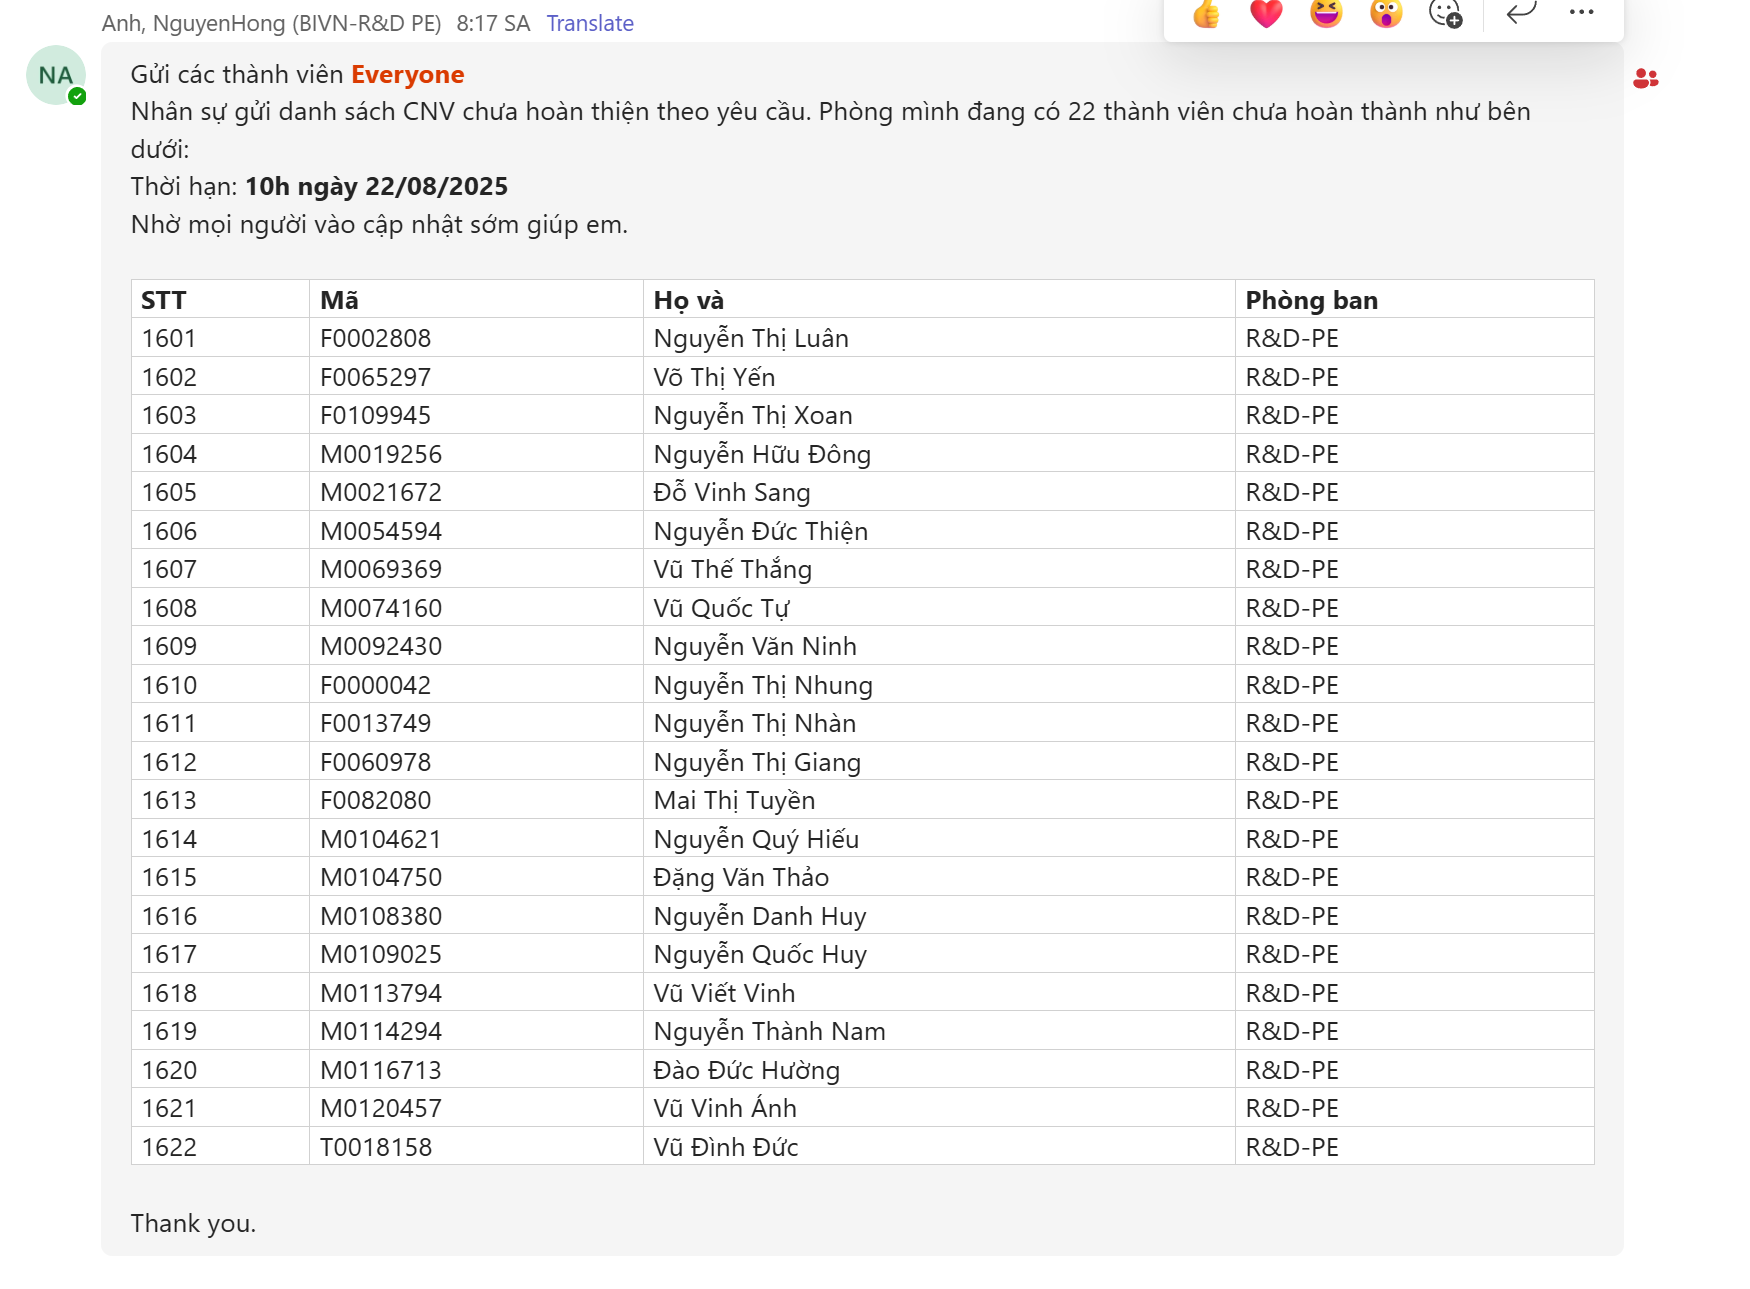 Anh, NguyenHong (BIVN-R&D PE) 8:17 SA Translate
NA
Gửi các thành viên Everyone
Nhân sự gửi danh sách CNV chưa hoàn thiện theo yêu cầu. Phòng mình đang có 22 thành viên chưa hoàn thành như bên
dưới:
Thời hạn: 10h ngày 22/08/2025
Nhờ mọi người vào cập nhật sớm giúp em.
STT Mã Họ và Phòng ban
1601 F0002808 Nguyễn Thị Luân R&D-PE
1602 F0065297 Võ Thị Yến R&D-PE
1603 F0109945 Nguyễn Thị Xoan R&D-PE
1604 M0019256 Nguyễn Hữu Đông R&D-PE
1605 M0021672 Đỗ Vinh Sang R&D-PE
1606 M0054594 Nguyễn Đức Thiện R&D-PE
1607 M0069369 Vũ Thế Thắng R&D-PE
1608 M0074160 Vũ Quốc Tự R&D-PE
1609 M0092430 Nguyễn Văn Ninh R&D-PE
1610 F0000042 Nguyễn Thị Nhung R&D-PE
1611 F0013749 Nguyễn Thị Nhàn R&D-PE
1612 F0060978 Nguyễn Thị Giang R&D-PE
1613 F0082080 Mai Thị Tuyền R&D-PE
1614 M0104621 Nguyễn Quý Hiếu R&D-PE
1615 M0104750 Đặng Văn Thảo R&D-PE
1616 M0108380 Nguyễn Danh Huy R&D-PE
1617 M0109025 Nguyễn Quốc Huy R&D-PE
1618 M0113794 Vũ Viết Vinh R&D-PE
1619 M0114294 Nguyễn Thành Nam R&D-PE
1620 M0116713 Đào Đức Hường R&D-PE
1621 M0120457 Vũ Vinh Ánh R&D-PE
1622 T0018158 Vũ Đình Đức R&D-PE
Thank you.